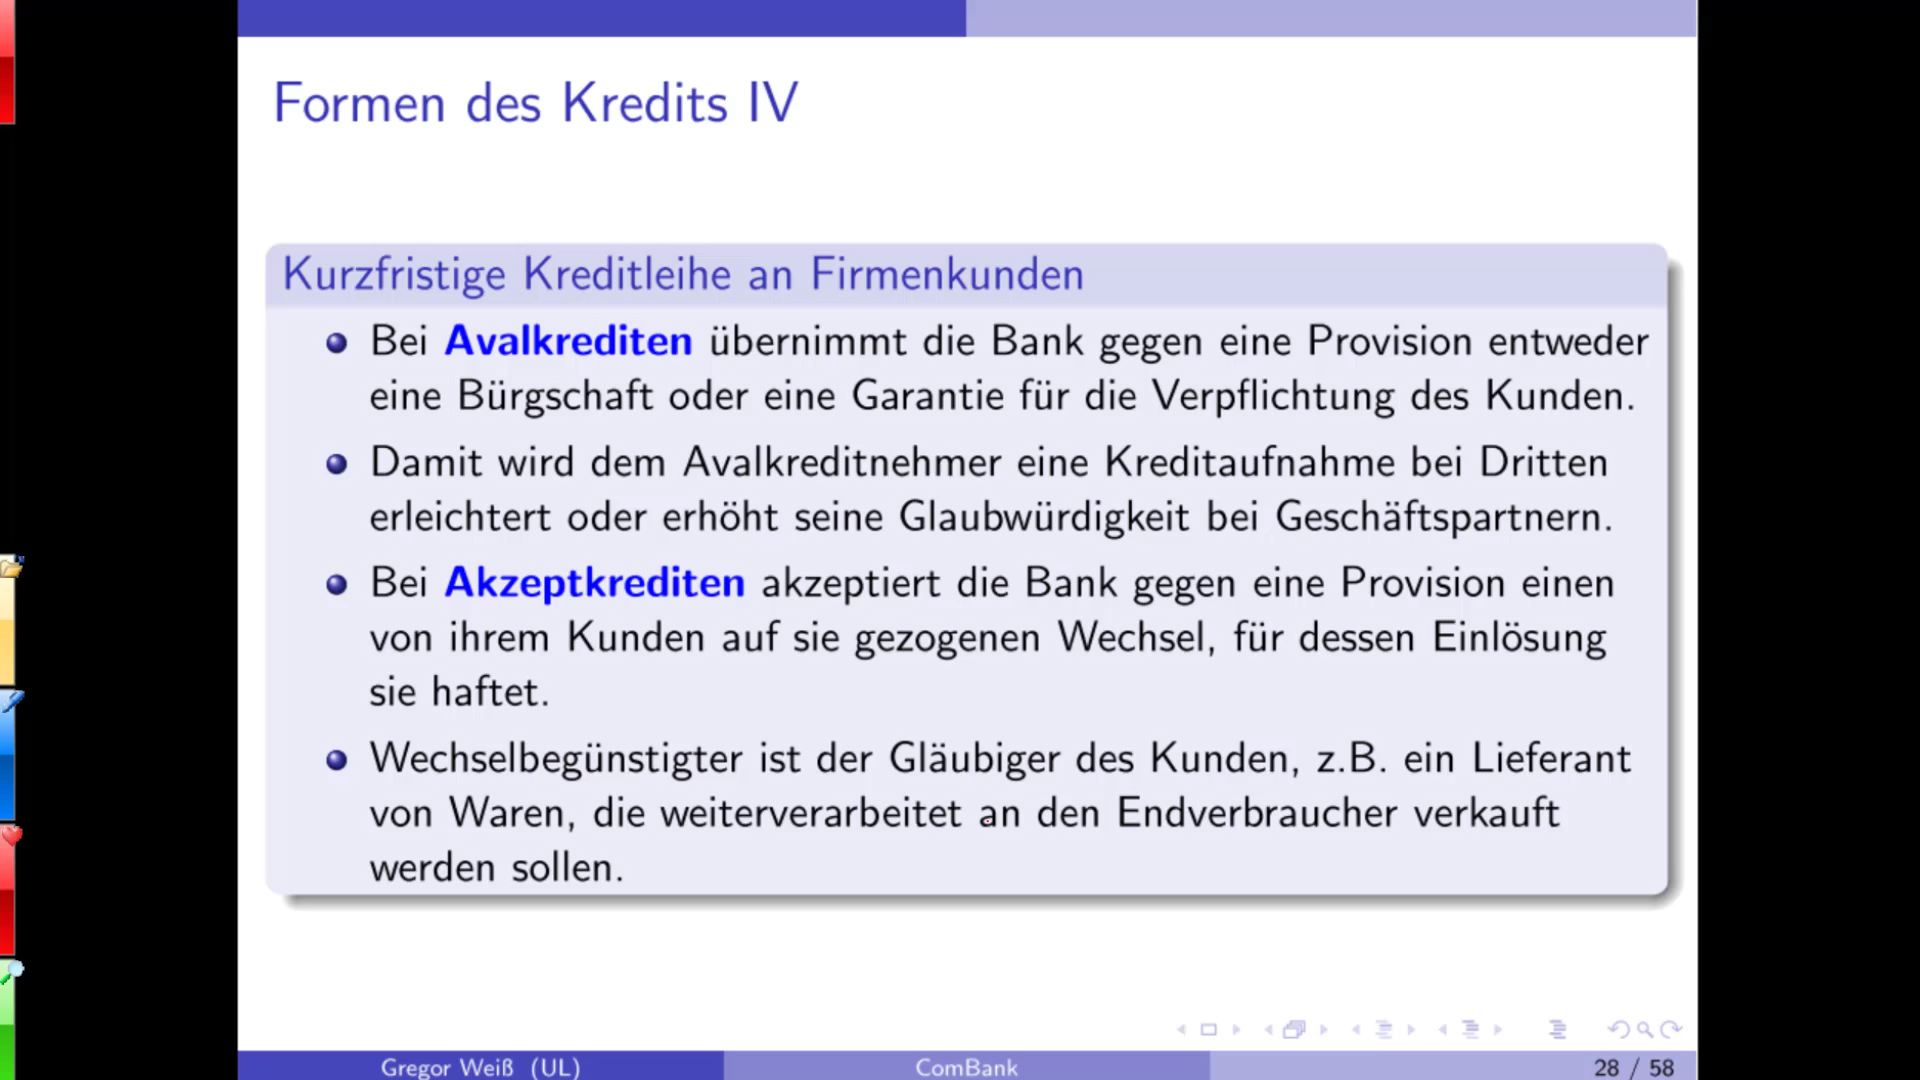 Formen des Kredits IV
Kurzfristige Kreditleihe an Firmenkunden
Bei Avalkrediten übernimmt die Bank gegen eine Provision entweder
eine Bürgschaft oder eine Garantie für die Verpflichtung des Kunden.
Damit wird dem Avalkreditnehmer eine Kreditaufnahme bei Dritten
erleichtert oder erhöht seine Glaubwürdigkeit bei Geschäftspartnern.
Bei Akzeptkrediten akzeptiert die Bank gegen eine Provision einen
von ihrem Kunden auf sie gezogenen Wechsel, für dessen Einlösung
sie haftet.
Wechselbegünstigter ist der Gläubiger des Kunden, z.B. ein Lieferant
von Waren, die weiterverarbeitet an den Endverbraucher verkauft
werden sollen.
Gregor Weiß (UL) ComBank 28 / 58